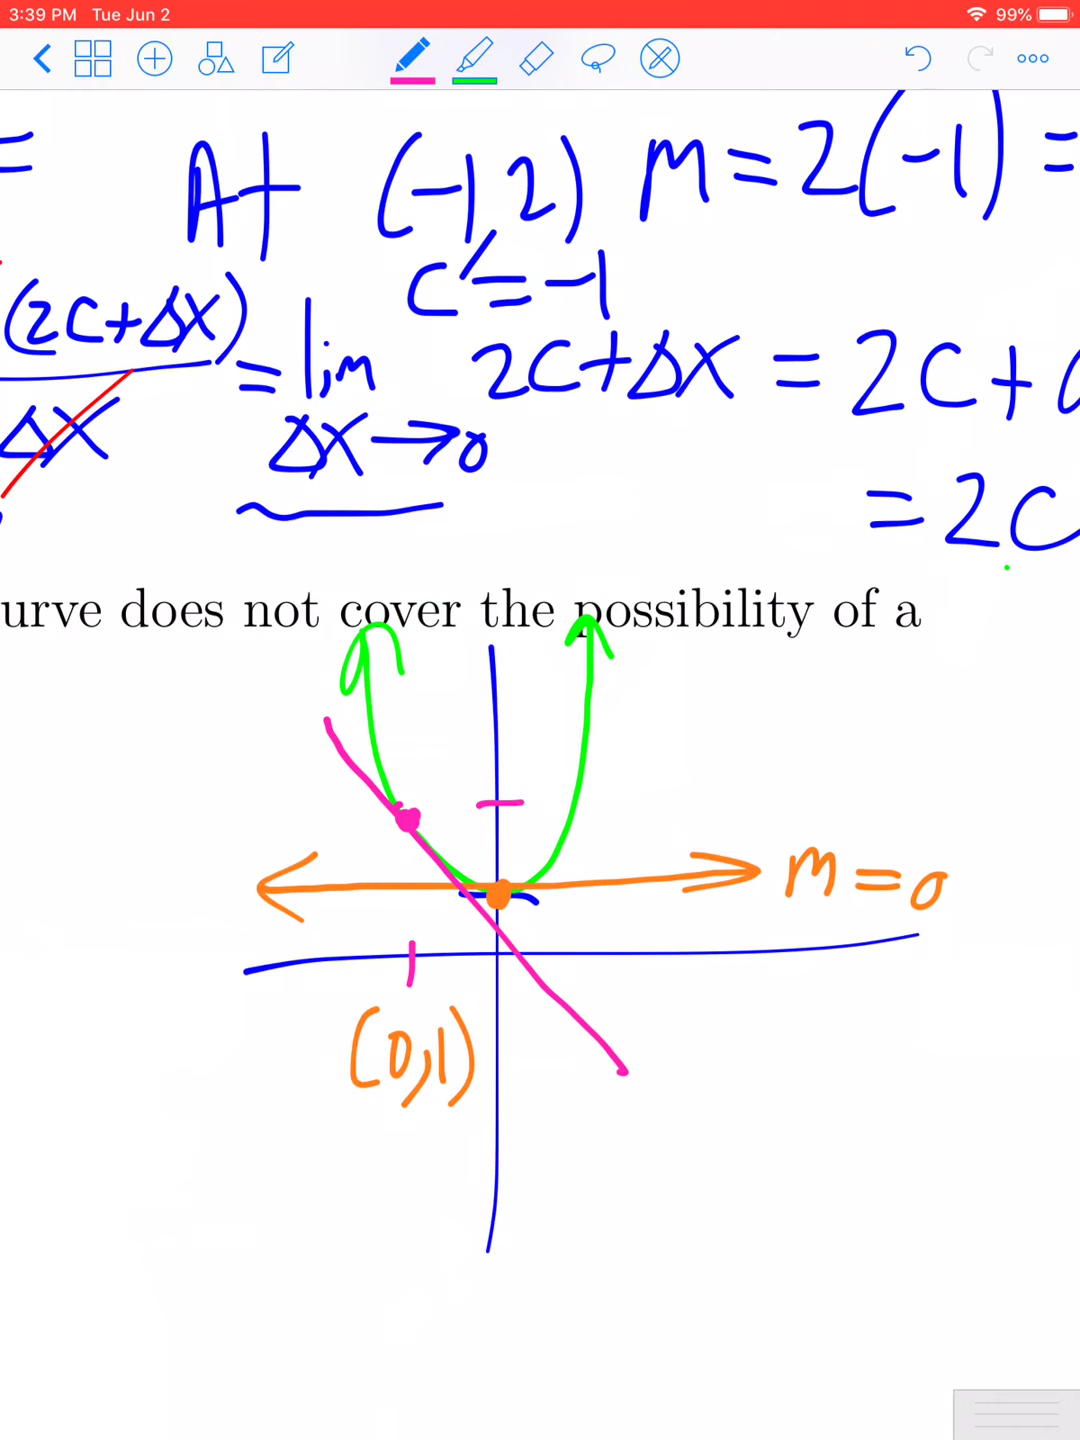 3:39 PM Tue Jun 2 99%
= At (-1,2) M=2(-1)=
C=-1
(2C+ΔX) = lim 2C+ΔX = 2C+
ΔX ΔX→0
=2C
urve does not cover the possibility of a
M=0
(0,1)